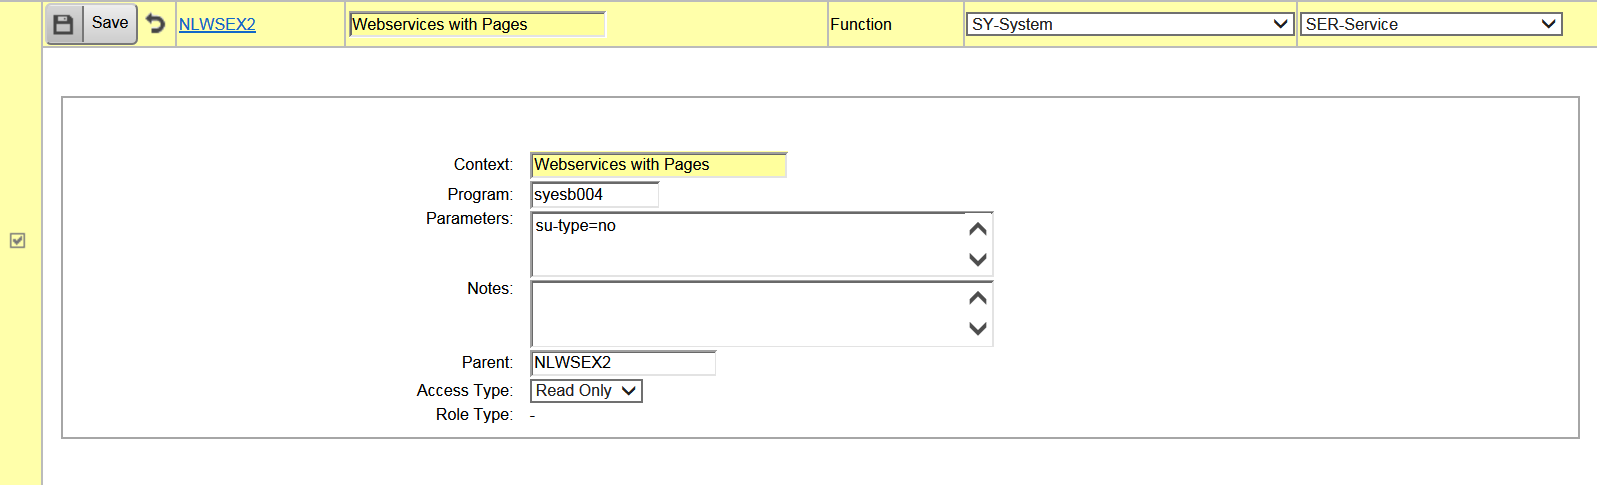 Save NLWSEX2 Webservices with Pages Function SY-System SER-Service
Context: Webservices with Pages
Program: syesb004
Parameters: su-type=no
Notes:
Parent: NLWSEX2
Access Type: Read Only
Role Type: -